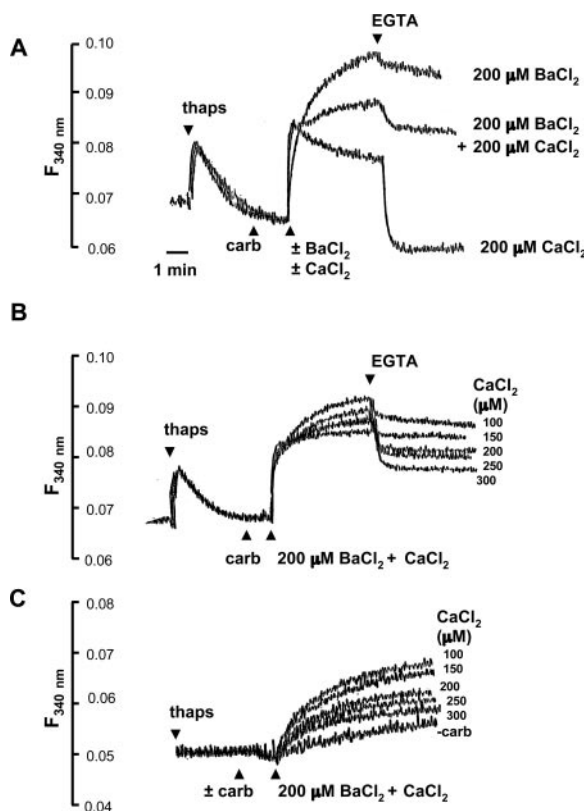 A
EGTA
0.10
0.09
0.08
0.07
0.06
F340 nm
thaps
200 µM BaCl2
200 µM BaCl2
+ 200 µM CaCl2
200 µM CaCl2
carb
± BaCl2
± CaCl2
1 min
B
EGTA
0.10
0.09
0.08
0.07
0.06
F340 nm
thaps
CaCl2
(µM)
100
150
200
250
300
carb
200 µM BaCl2 + CaCl2
C
0.08
0.07
0.06
0.05
0.04
F340 nm
thaps
CaCl2
(µM)
100
150
200
250
300
-carb
± carb
200 µM BaCl2 + CaCl2